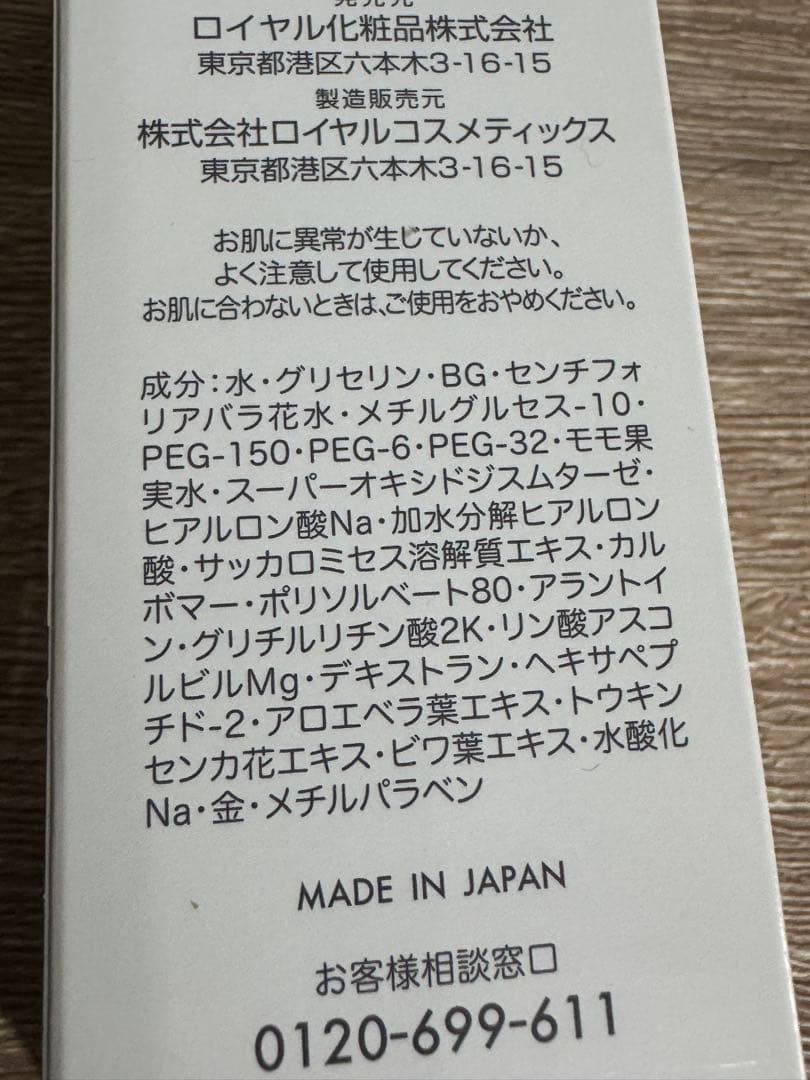 発売元
ロイヤル化粧品株式会社
東京都港区六本木3-16-15
製造販売元
株式会社ロイヤルコスメティックス
東京都港区六本木3-16-15
お肌に異常が生じていないか、
よく注意して使用してください。
お肌に合わないときは、ご使用をおやめください。
成分：水・グリセリン・BG・センチフォ
リアバラ花水・メチルグルセス-10・
PEG-150・PEG-6・PEG-32・モモ果
実水・スーパーオキシドジスムターゼ・
ヒアルロン酸Na・加水分解ヒアルロン
酸・サッカロミセス溶解質エキス・カル
ボマー・ポリソルベート80・アラントイ
ン・グリチルリチン酸2K・リン酸アスコ
ルビルMg・デキストラン・ヘキサペプ
チド-2・アロエベラ葉エキス・トウキン
センカ花エキス・ビワ葉エキス・水酸化
Na・金・メチルパラベン
MADE IN JAPAN
お客様相談窓口
0120-699-611